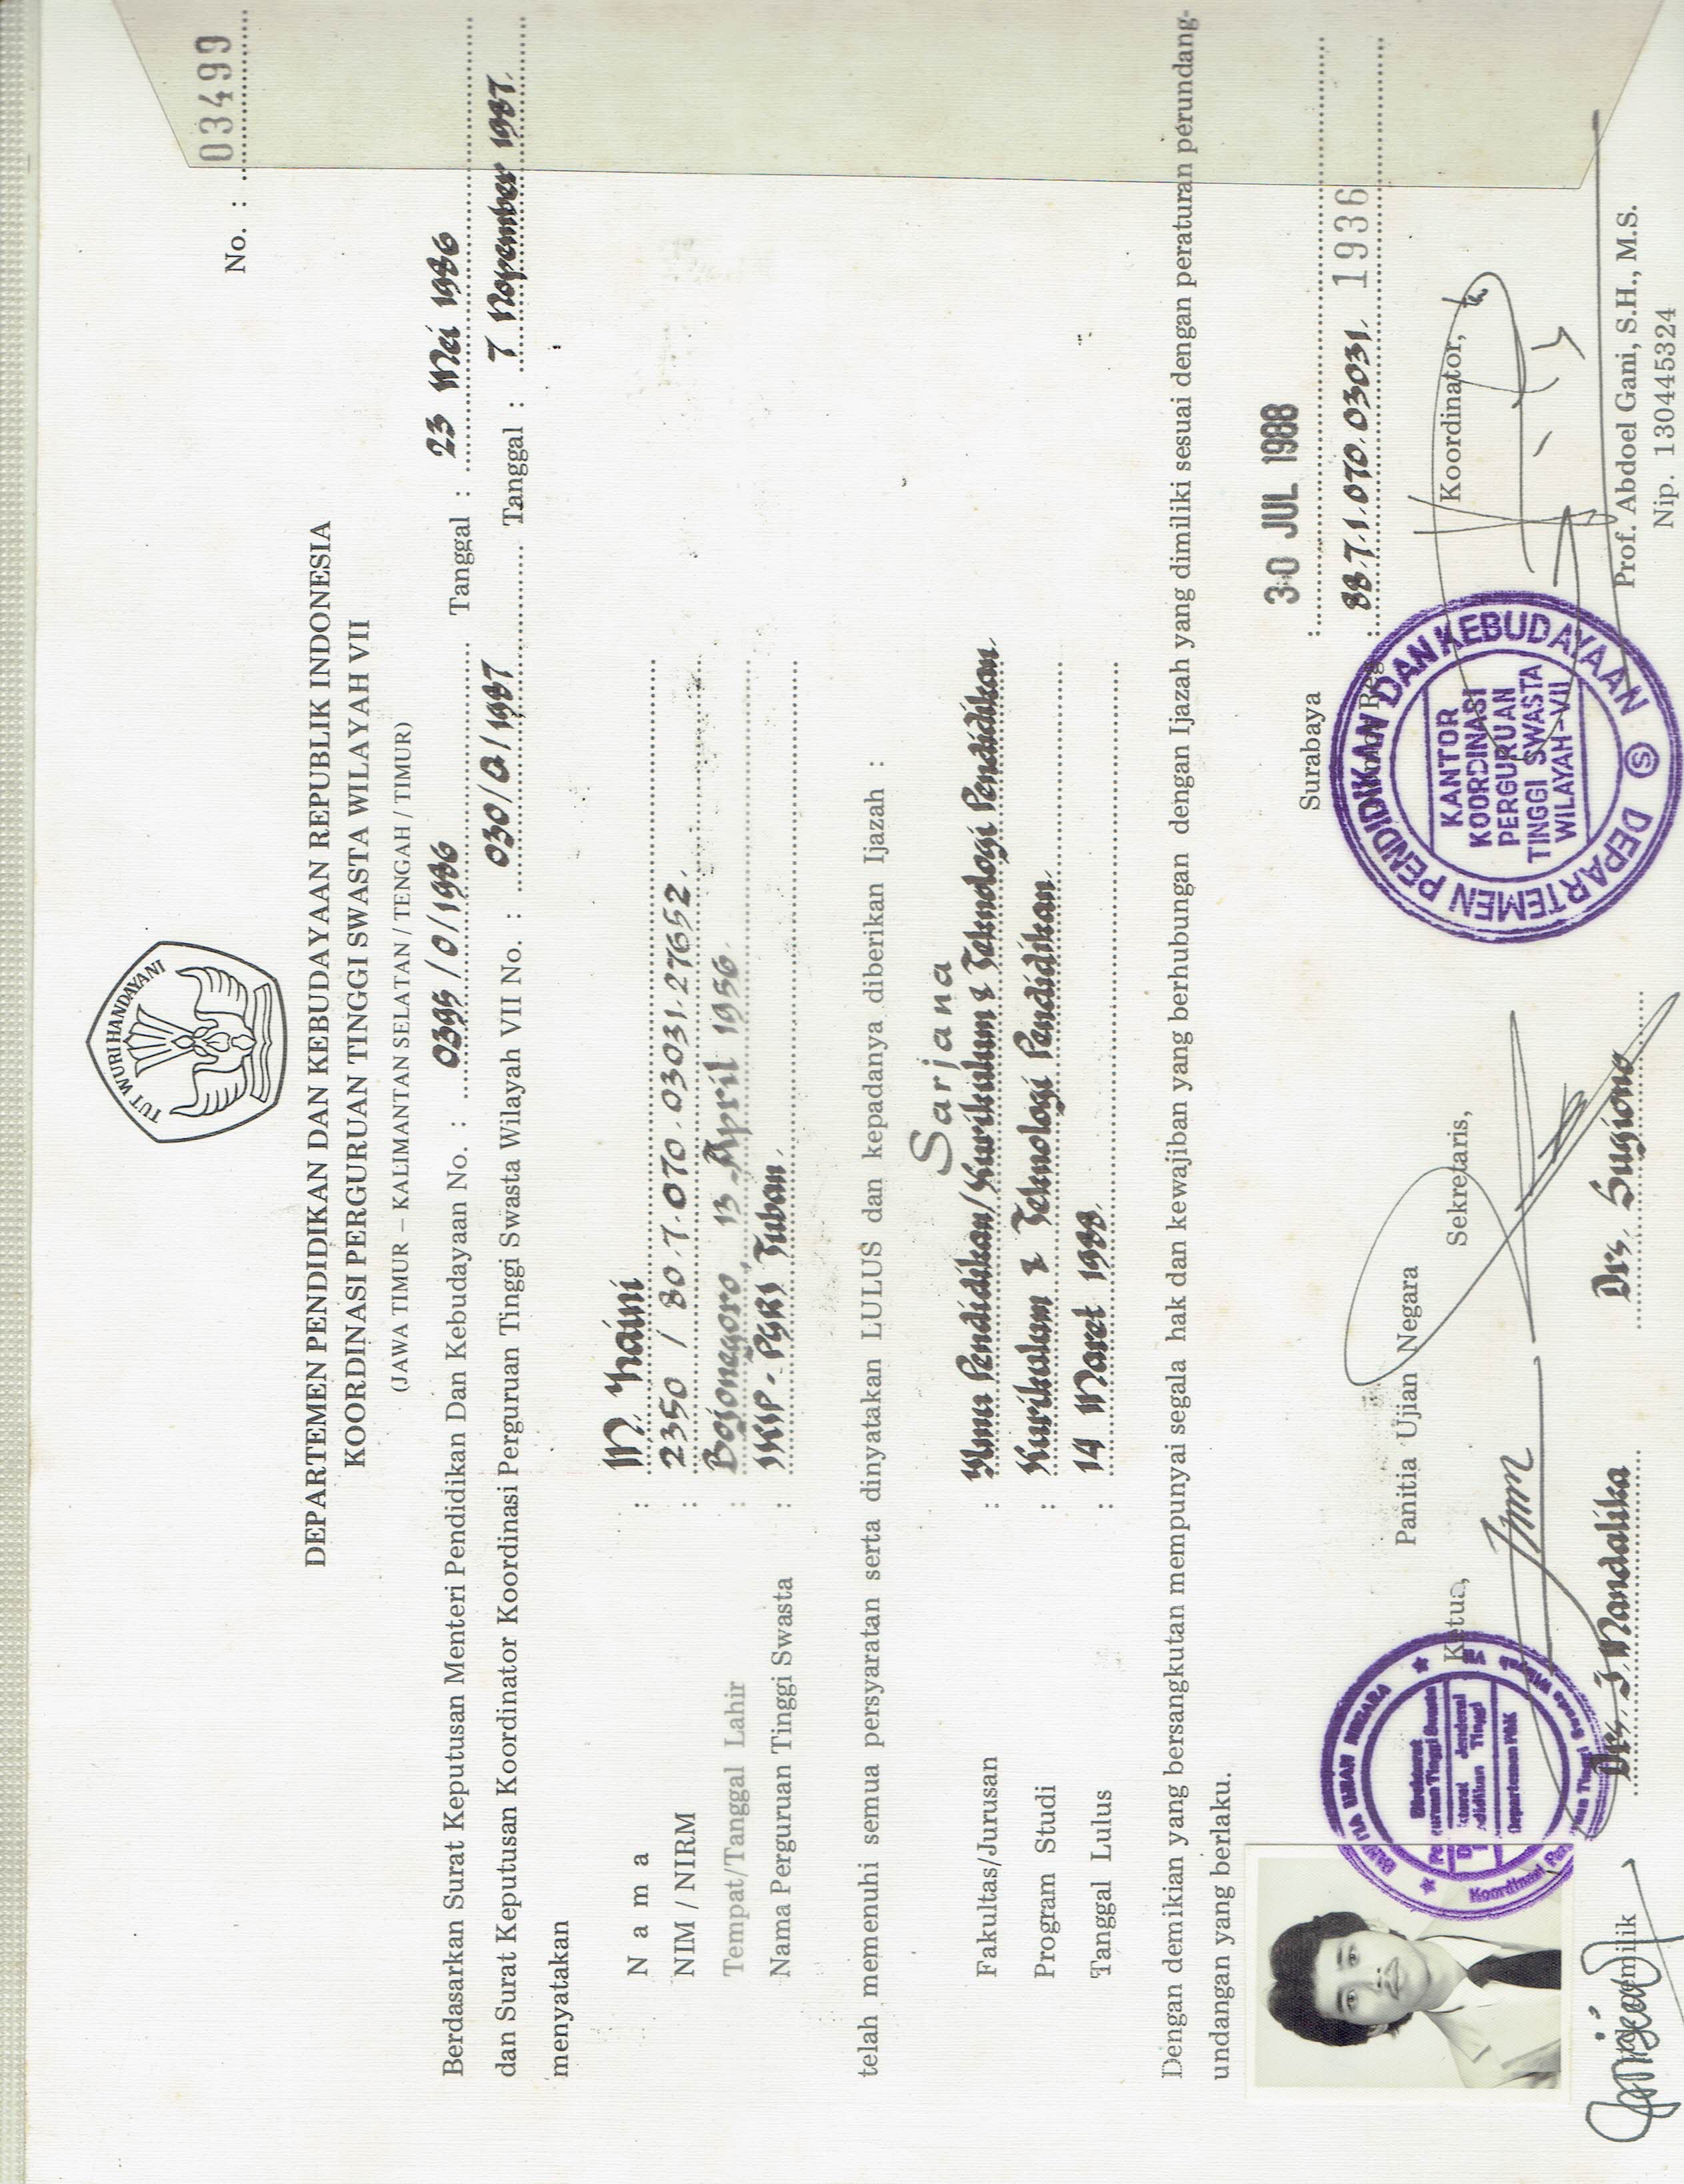 TUT WURI HANDAYANI
No. : 03499
DEPARTEMEN PENDIDIKAN DAN KEBUDAYAAN REPUBLIK INDONESIA
KOORDINASI PERGURUAN TINGGI SWASTA WILAYAH VII
(JAWA TIMUR – KALIMANTAN SELATAN / TENGAH / TIMUR)
Berdasarkan Surat Keputusan Menteri Pendidikan Dan Kebudayaan No. : 0395/0/1986 Tanggal : 23 Mei 1986
dan Surat Keputusan Koordinator Koordinasi Perguruan Tinggi Swasta Wilayah VII No. : 030/Q/1987 Tanggal : 7 Nopember 1987.
menyatakan
N a m a : M.
NIM / NIRM : 2350 / 80.7.070.03031.27652.
Tempat/Tanggal Lahir : Bojonegoro, 13 April 1956.
Nama Perguruan Tinggi Swasta : IKIP - PGRI Tuban.
telah memenuhi semua persyaratan serta dinyatakan LULUS dan kepadanya diberikan Ijazah :
Sarjana
Fakultas/Jurusan : Ilmu Pendidikan/Kurikulum & Teknologi Pendidikan.
Program Studi : Kurikulum & Teknologi Pendidikan.
Tanggal Lulus : 14 Maret 1988.
Dengan demikian yang bersangkutan mempunyai segala hak dan kewajiban yang berhubungan dengan Ijazah yang dimiliki sesuai dengan peraturan perundang-
undangan yang berlaku.
Surabaya : 30 JUL 1988
Nomor Reg. : 88.7.1.070.03031. 1936
Panitia Ujian Negara
Ketua,
Sekretaris,
Koordinator,
PANITIA UJIAN NEGARA
Direktorat
Perguruan Tinggi Swasta
Direktorat Jenderal
Pendidikan Tinggi
Departemen P&K
Koordinasi Perguruan Tinggi Swasta Wilayah VII
DEPARTEMEN PENDIDIKAN DAN KEBUDAYAAN
KANTOR
KOORDINASI
PERGURUAN
TINGGI SWASTA
WILAYAH-VII
S
pemilik
Drs. J. Mandalika
Drs. Sugiono
Prof. Abdoel Gani, S.H., M.S.
Nip. 130445324